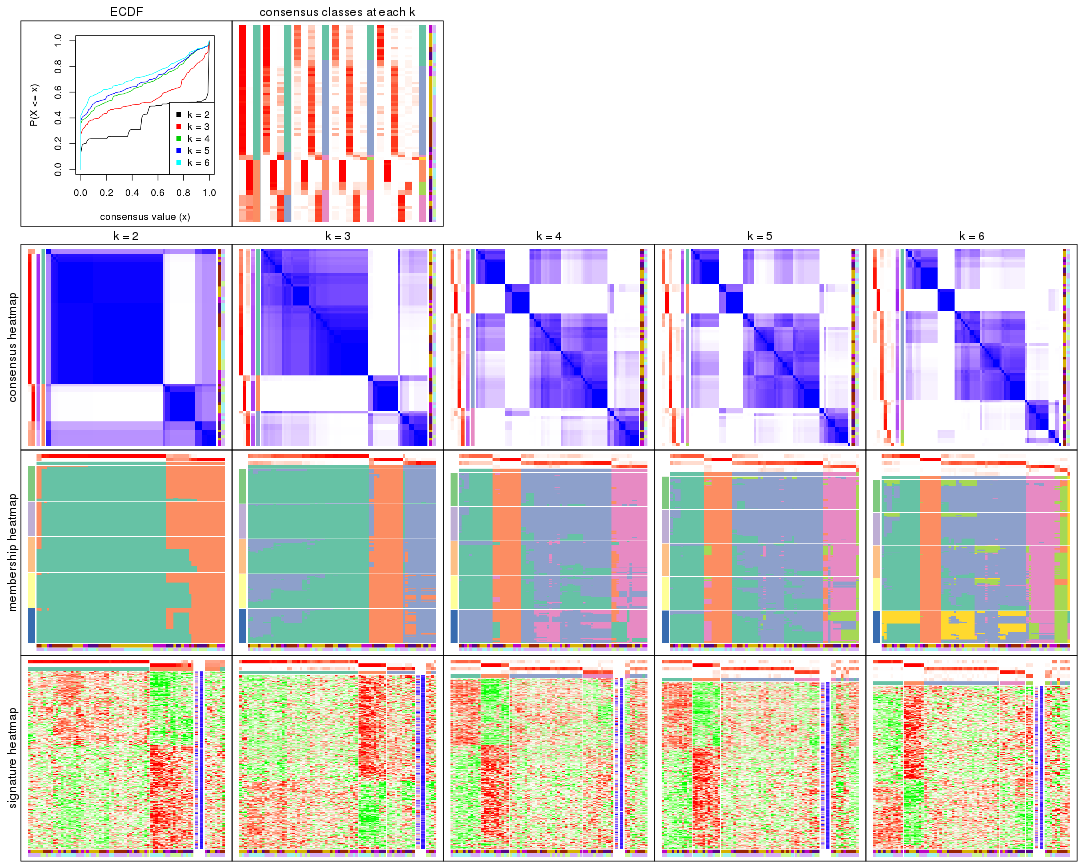 ECDF
consensus classes at each k
P(X <= x)
0.0 0.2 0.4 0.6 0.8 1.0
k = 2
k = 3
k = 4
k = 5
k = 6
0.0 0.2 0.4 0.6 0.8 1.0
consensus value (x)
k = 2 k = 3 k = 4 k = 5 k = 6
consensus heatmap
membership heatmap
signature heatmap